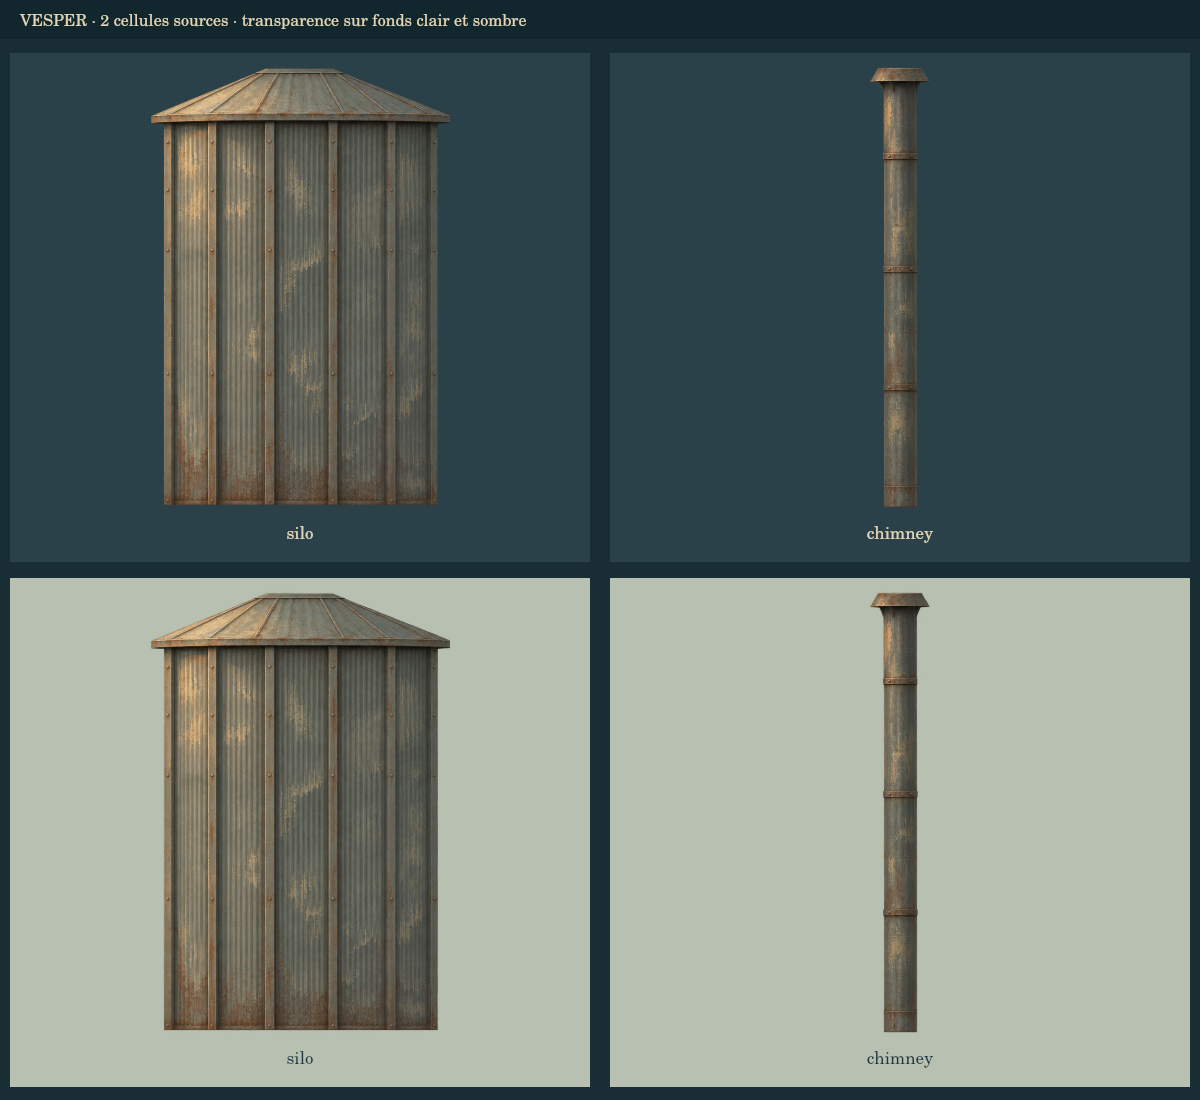 VESPER · 2 cellules sources · transparence sur fonds clair et sombre
silo
chimney
silo
chimney